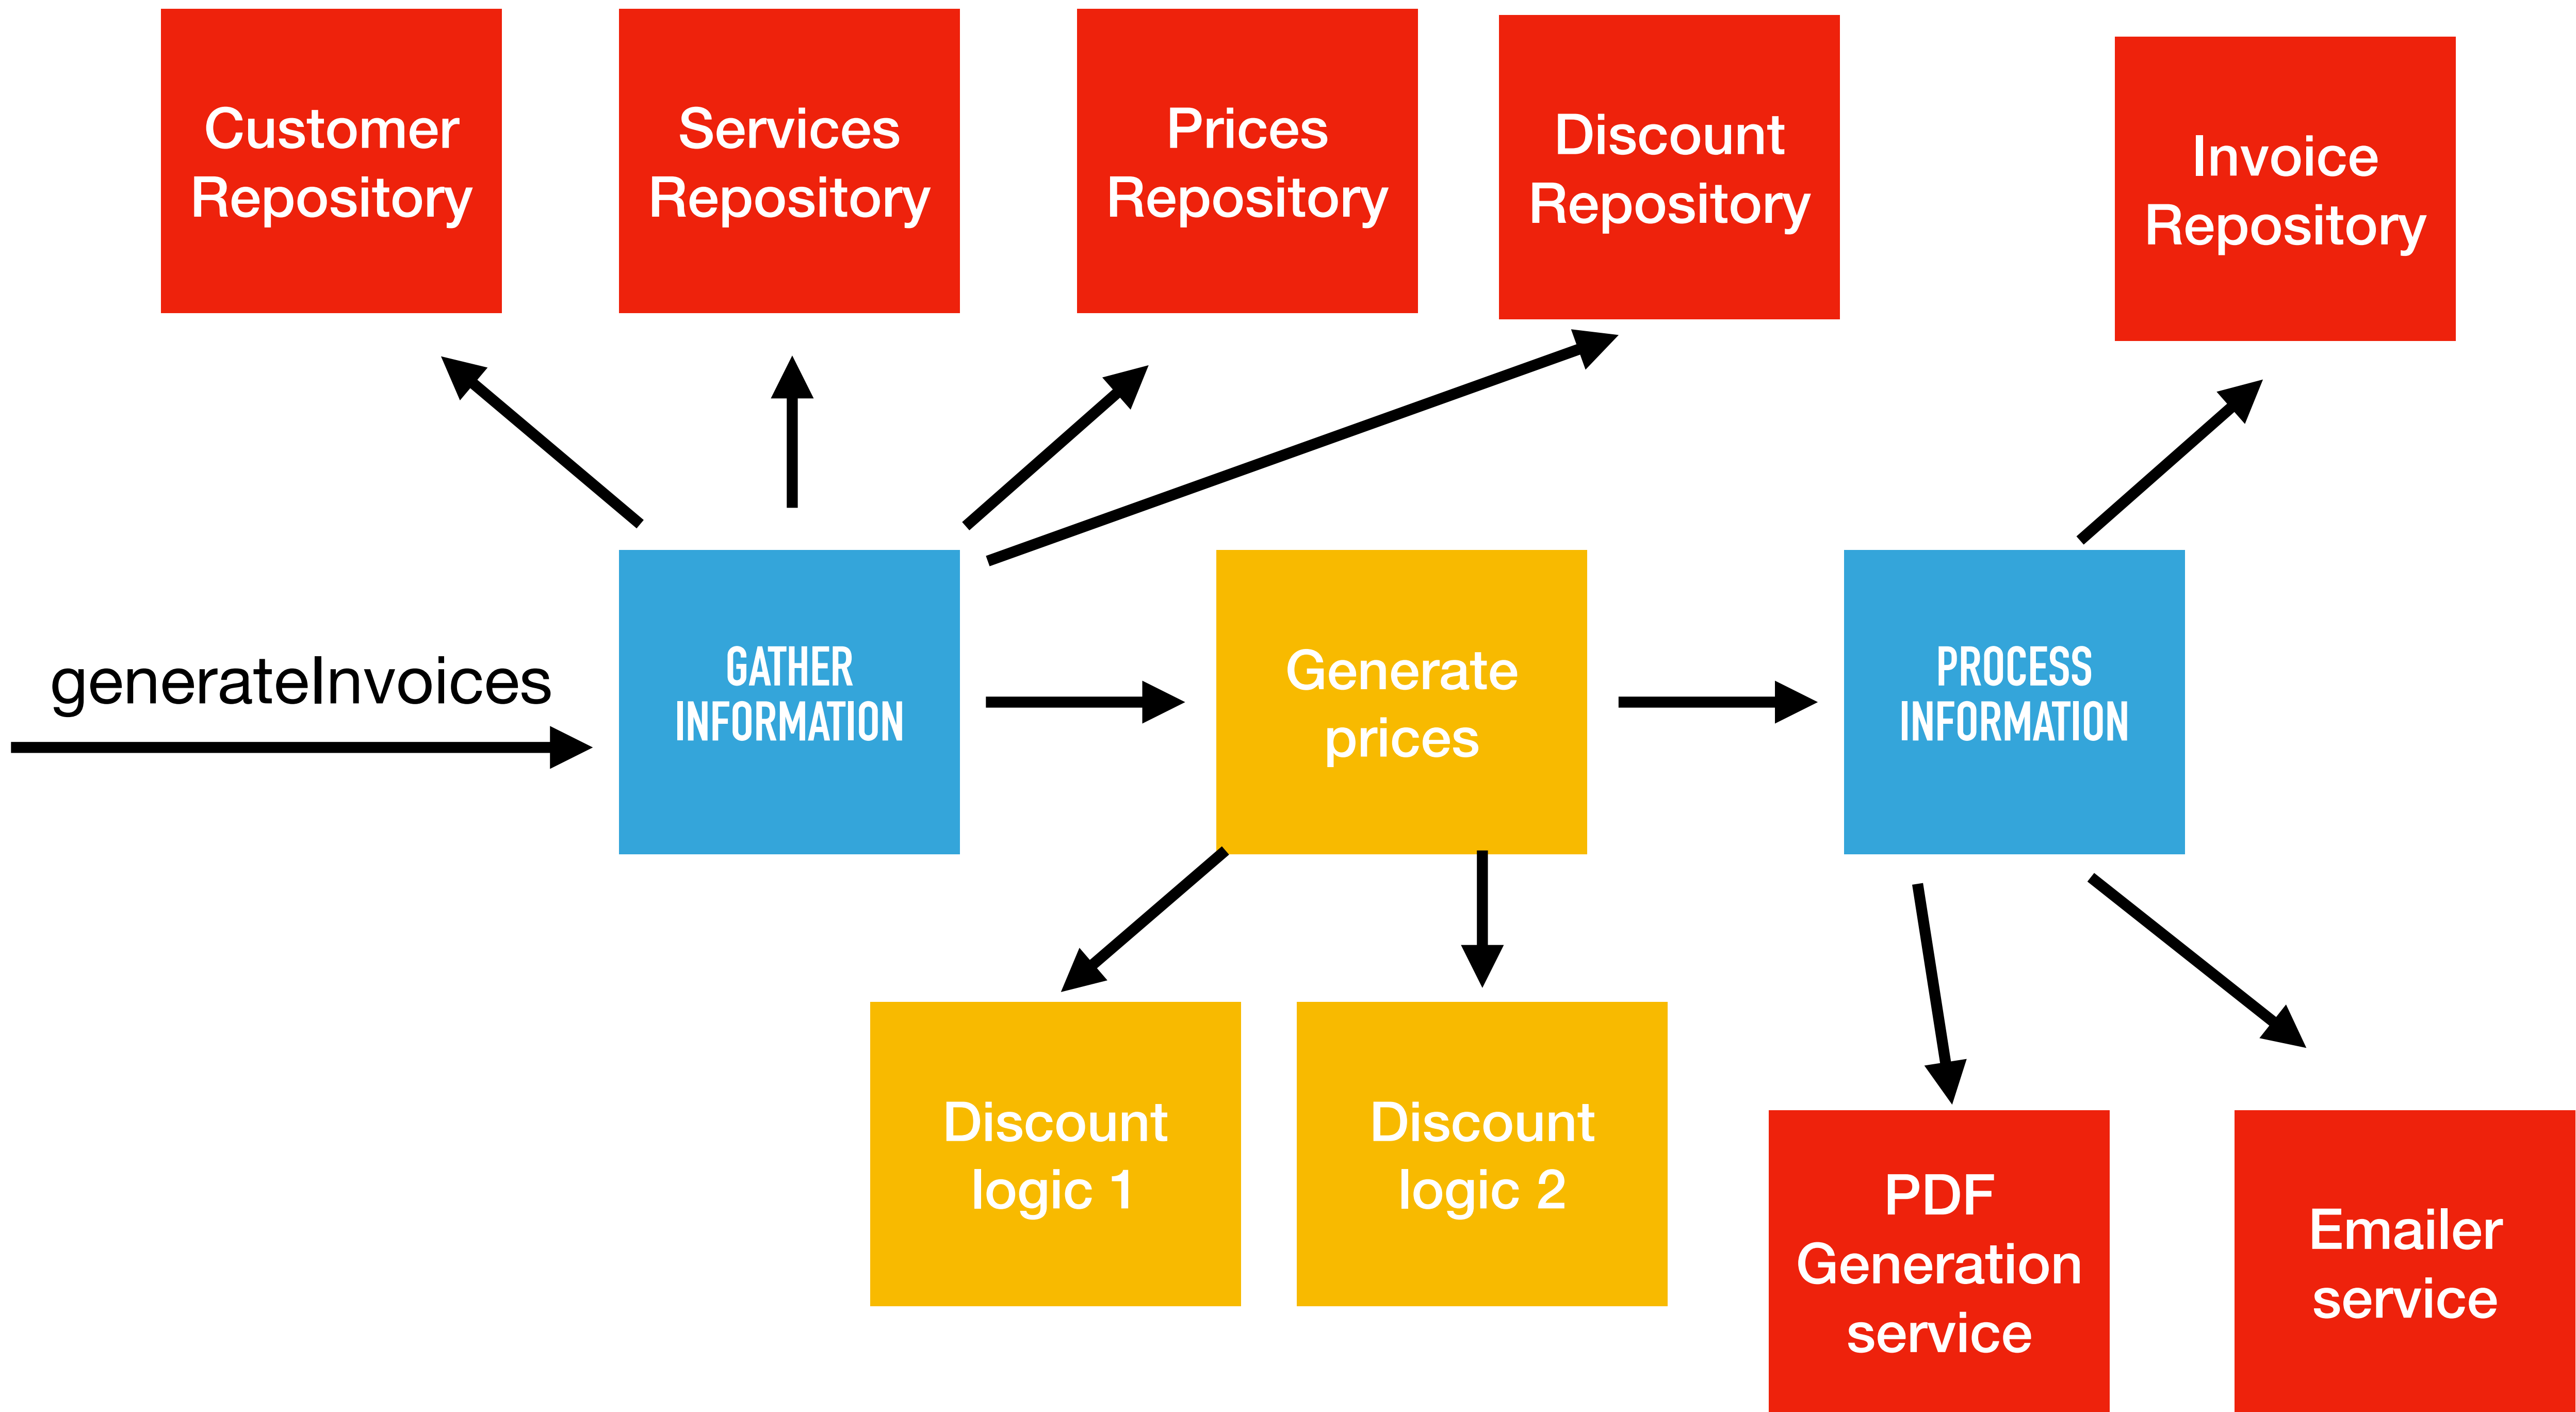 Customer
Repository
Services
Repository
Prices
Repository
Discount
Repository
Invoice
Repository
generateInvoices
GATHER
INFORMATION
Generate
prices
PROCESS
INFORMATION
Discount
logic 1
Discount
logic 2
PDF
Generation
service
Emailer
service